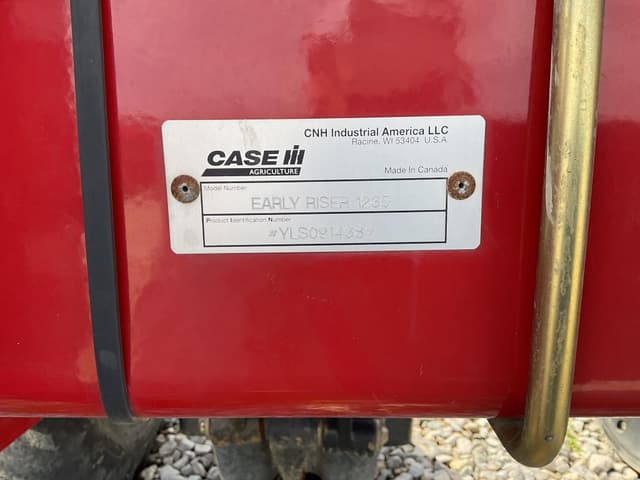 CNH Industrial America LLC
Racine, WI 53404 U.S.A.
CASE IH
AGRICULTURE
Made in Canada
Model Number
EARLY RISER 1235
Product Identification Number